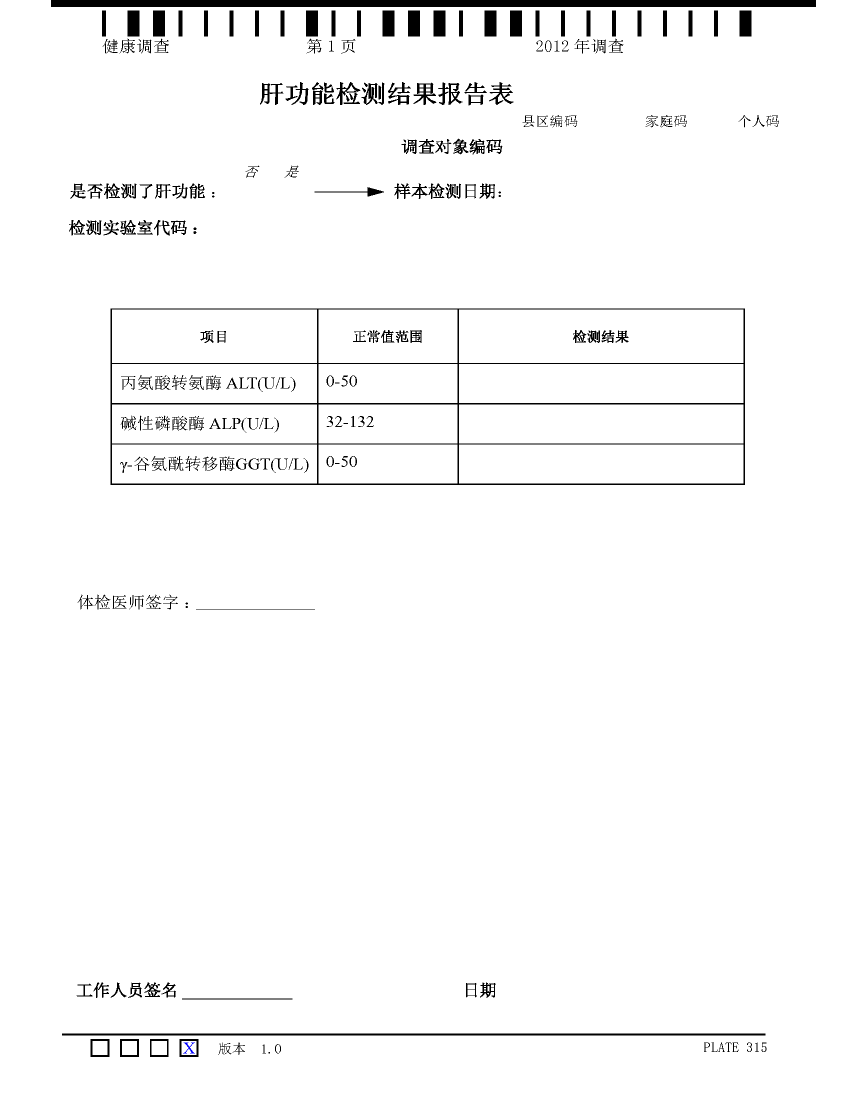 健康调查 第 1 页 2012 年调查
肝功能检测结果报告表
县区编码 家庭码 个人码
调查对象编码
否 是
是否检测了肝功能： 样本检测日期:
检测实验室代码：
项目 正常值范围 检测结果
丙氨酸转氨酶 ALT(U/L) 0-50
碱性磷酸酶 ALP(U/L) 32-132
γ-谷氨酰转移酶GGT(U/L) 0-50
体检医师签字：______________
工作人员签名 _____________ 日期
X 版本 1.0 PLATE 315